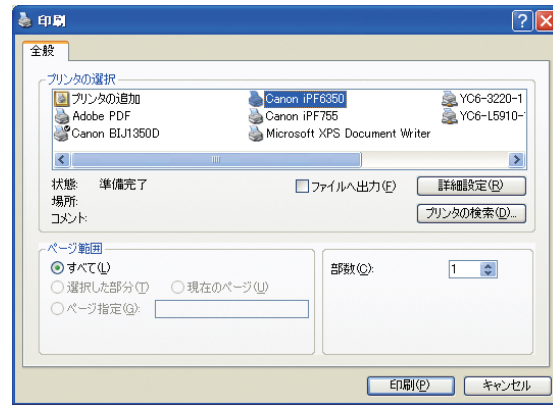 印刷
全般
プリンタの選択
プリンタの追加
Adobe PDF
Canon BIJ1350D
Canon iPF6350
Canon iPF755
Microsoft XPS Document Writer
YC6-3220-1
YC6-L5910-
状態: 準備完了
場所:
コメント:
ファイルへ出力(F)
詳細設定(R)
プリンタの検索(D)...
ページ範囲
すべて(L)
選択した部分(T) 現在のページ(U)
ページ指定(G):
部数(C): 1
印刷(P) キャンセル